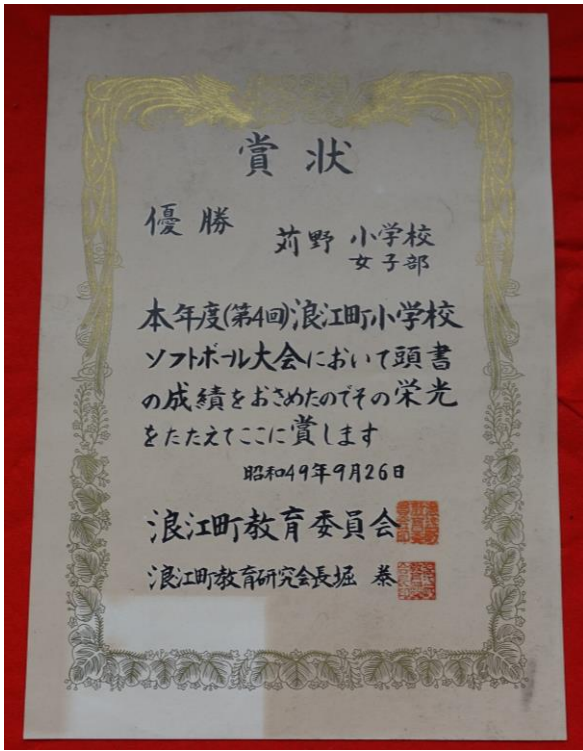 賞状
優勝
苅野 小学校
女子部
本年度(第4回)浪江町小学校
ソフトボール大会において頭書
の成績をおさめたのでその栄光
をたたえてここに賞します
昭和49年9月26日
浪江町教育委員会
浪江町教育研究会長堀 恭